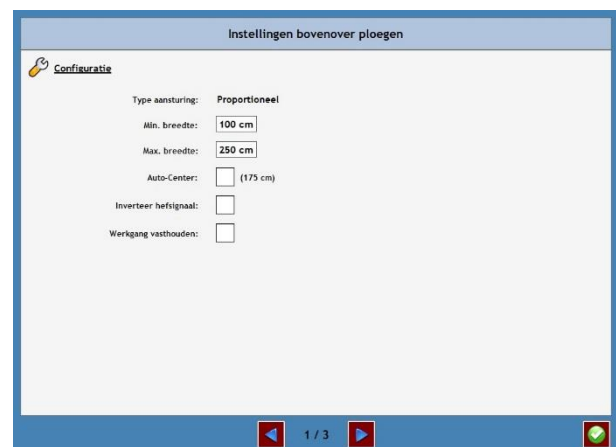 Instellingen bovenover ploegen
Configuratie
Type aansturing: Proportioneel
Min. breedte: 100 cm
Max. breedte: 250 cm
Auto-Center: (175 cm)
Inverteer hefsignaal:
Werkgang vasthouden:
1 / 3